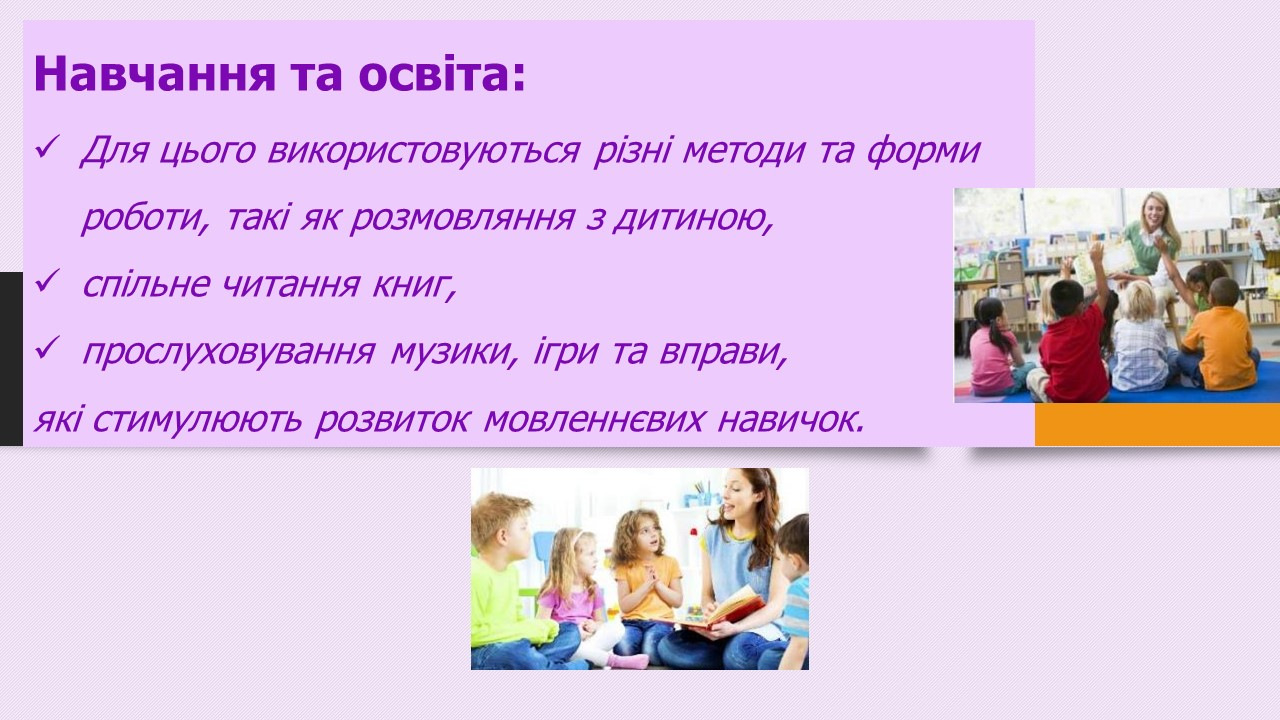 Навчання та освіта:
✓ Для цього використовуються різні методи та форми
роботи, такі як розмовляння з дитиною,
✓ спільне читання книг,
✓ прослуховування музики, ігри та вправи,
які стимулюють розвиток мовленнєвих навичок.